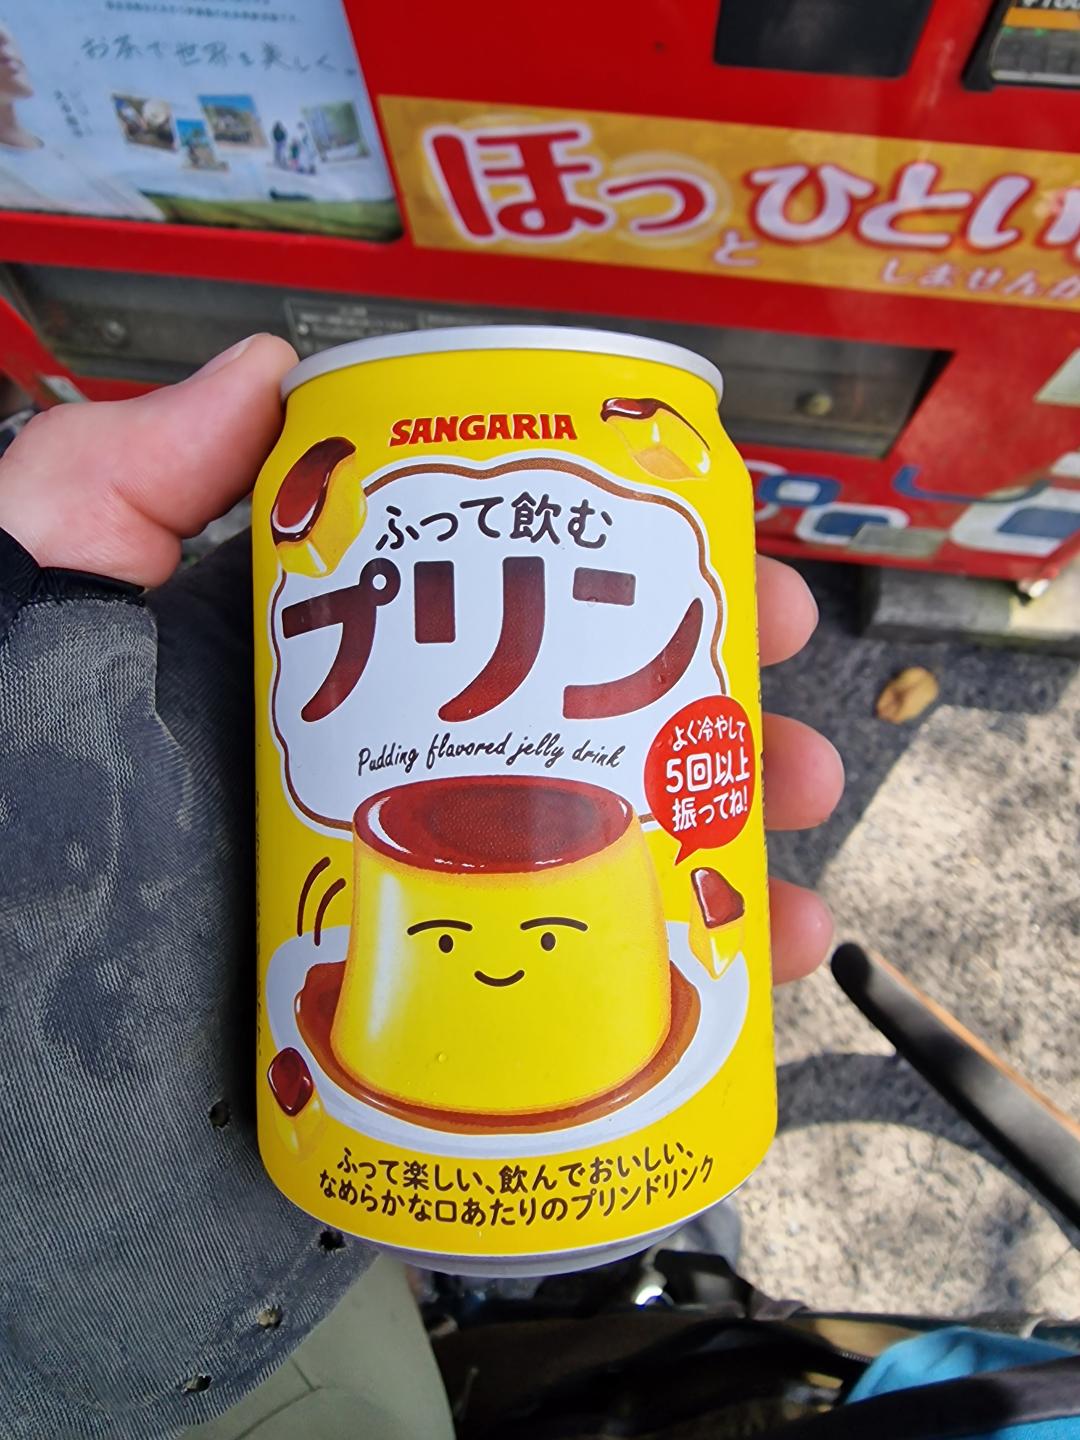 お茶で世界を美しく。
ほっとひとい
しませんか
SANGARIA
ふって飲む
プリン
Pudding flavored jelly drink
よく冷やして
5回以上
振ってね!
ふって楽しい、飲んでおいしい、
なめらかな口あたりのプリンドリンク